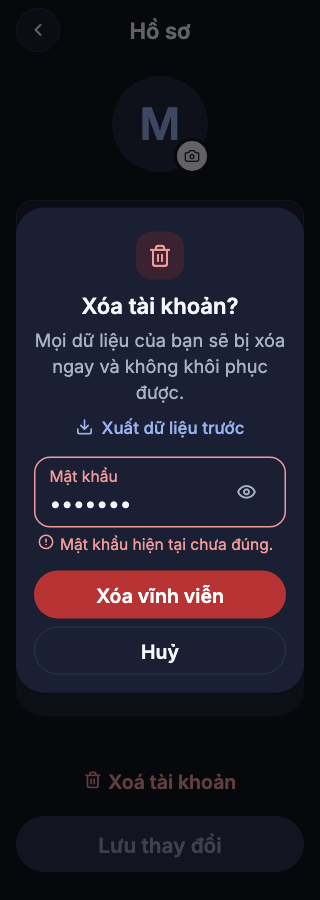 Hồ sơ
M
Xóa tài khoản?
Mọi dữ liệu của bạn sẽ bị xóa
ngay và không khôi phục
được.
Xuất dữ liệu trước
Mật khẩu
•••••••
Mật khẩu hiện tại chưa đúng.
Xóa vĩnh viễn
Huỷ
Xoá tài khoản
Lưu thay đổi